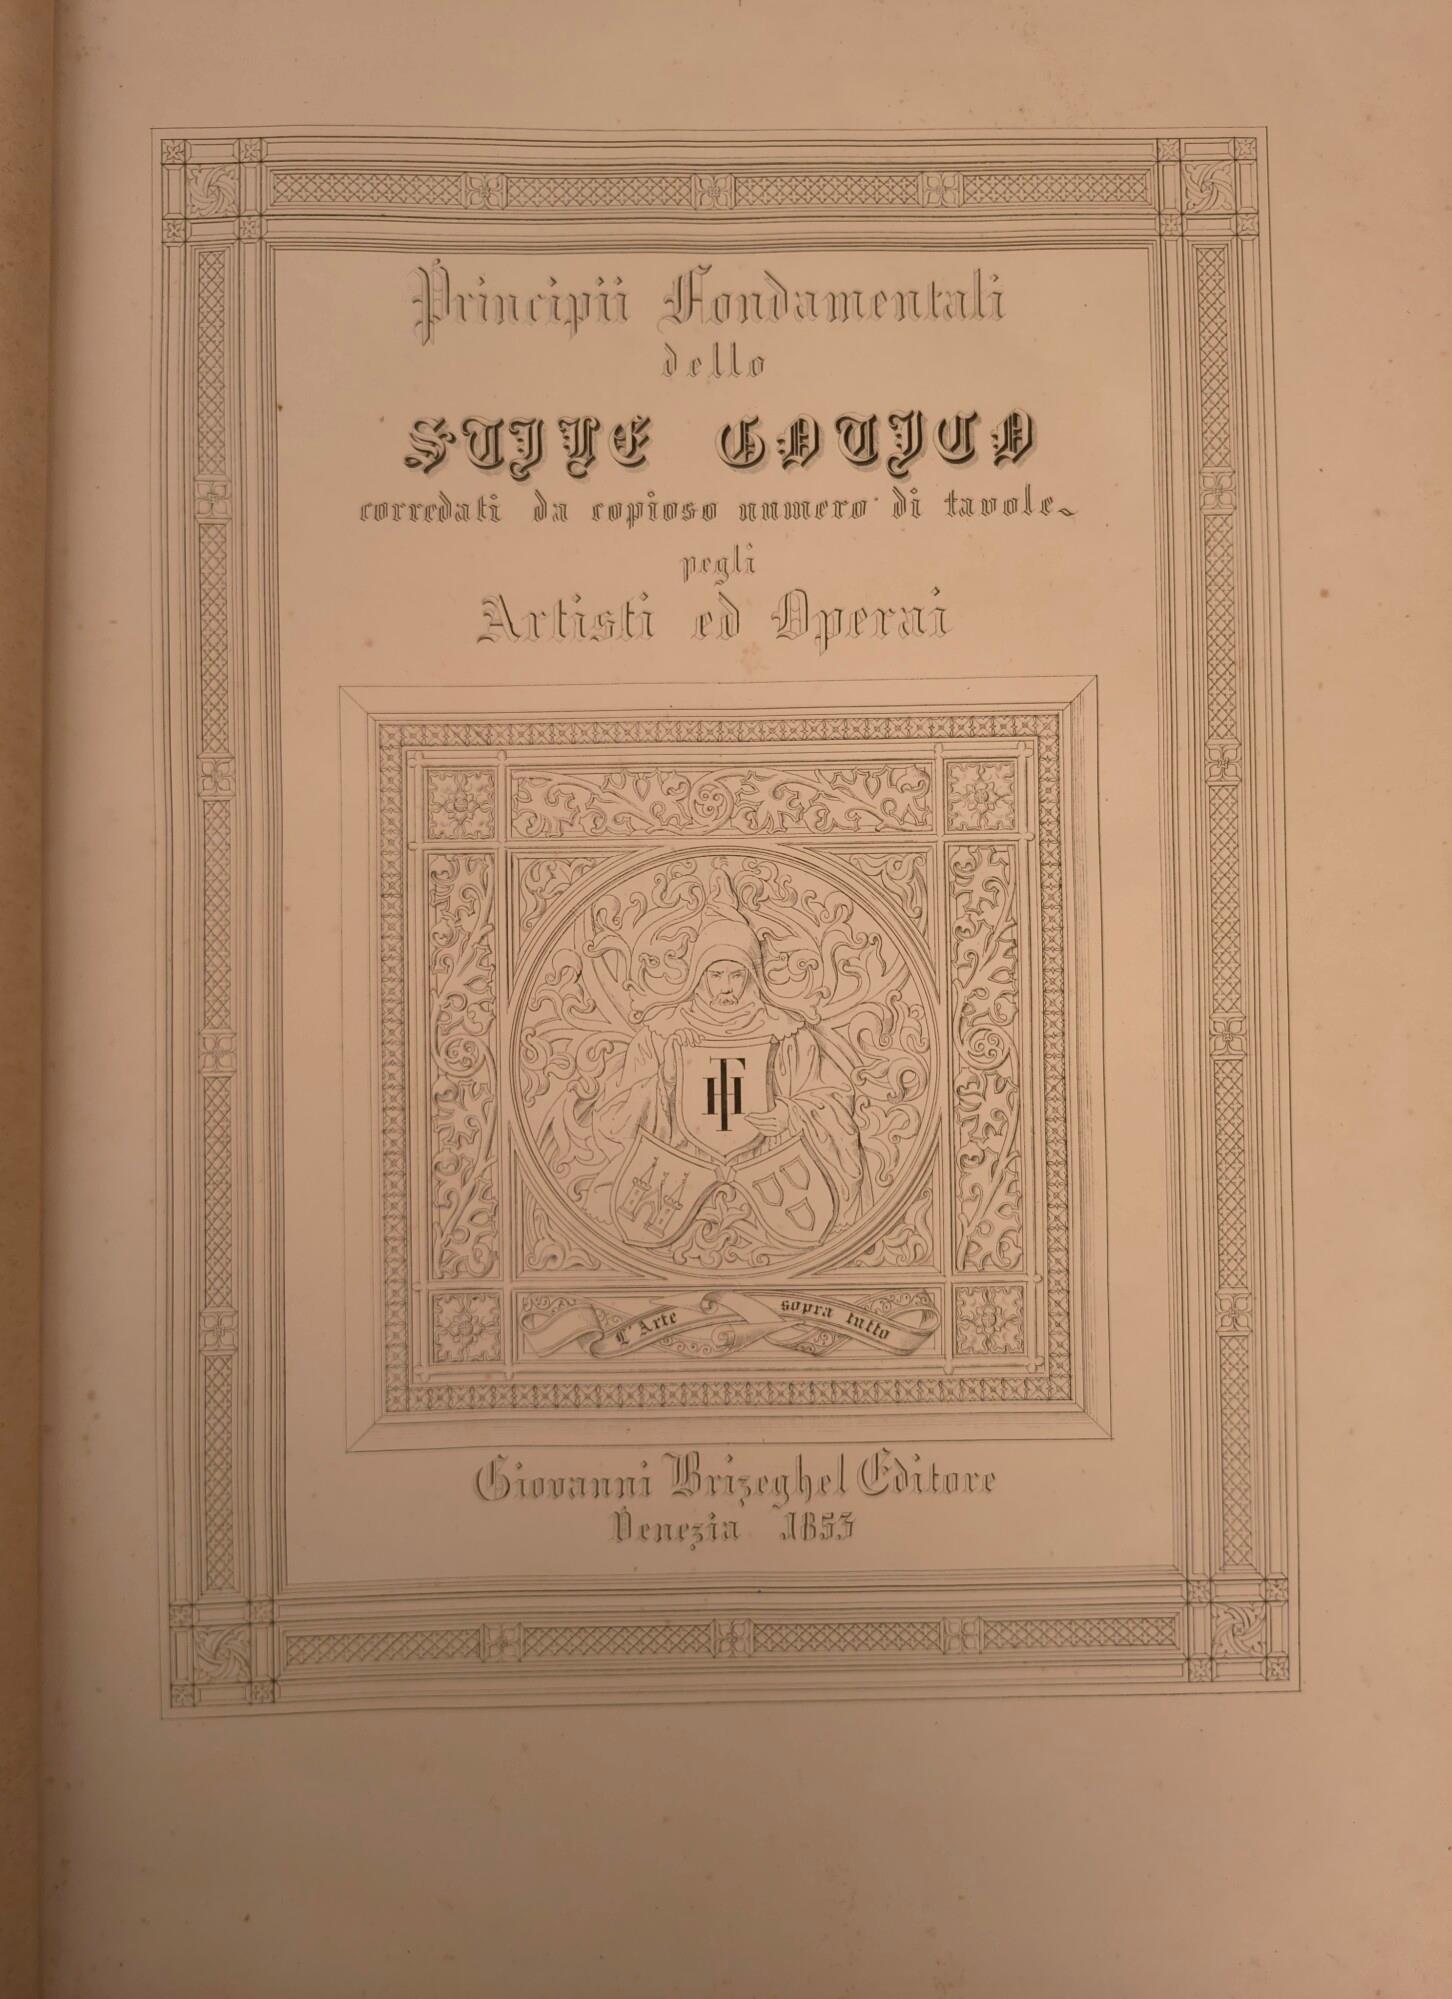 Principii Fondamentali
dello
STILE GOTICO
corredati da copioso numero di tavole
pegli
Artisti ed Operai
L'Arte sopra tutto
Giovanni Brizeghel Editore
Venezia 1853